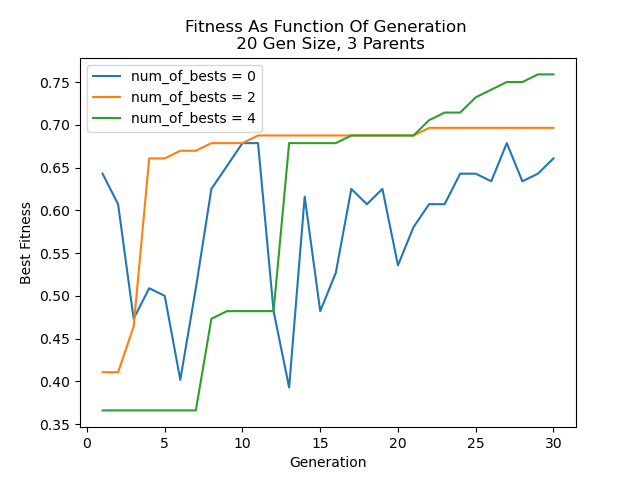 Fitness As Function Of Generation
20 Gen Size, 3 Parents
num_of_bests = 0
num_of_bests = 2
num_of_bests = 4
Best Fitness
0.75
0.70
0.65
0.60
0.55
0.50
0.45
0.40
0.35
0 5 10 15 20 25 30
Generation